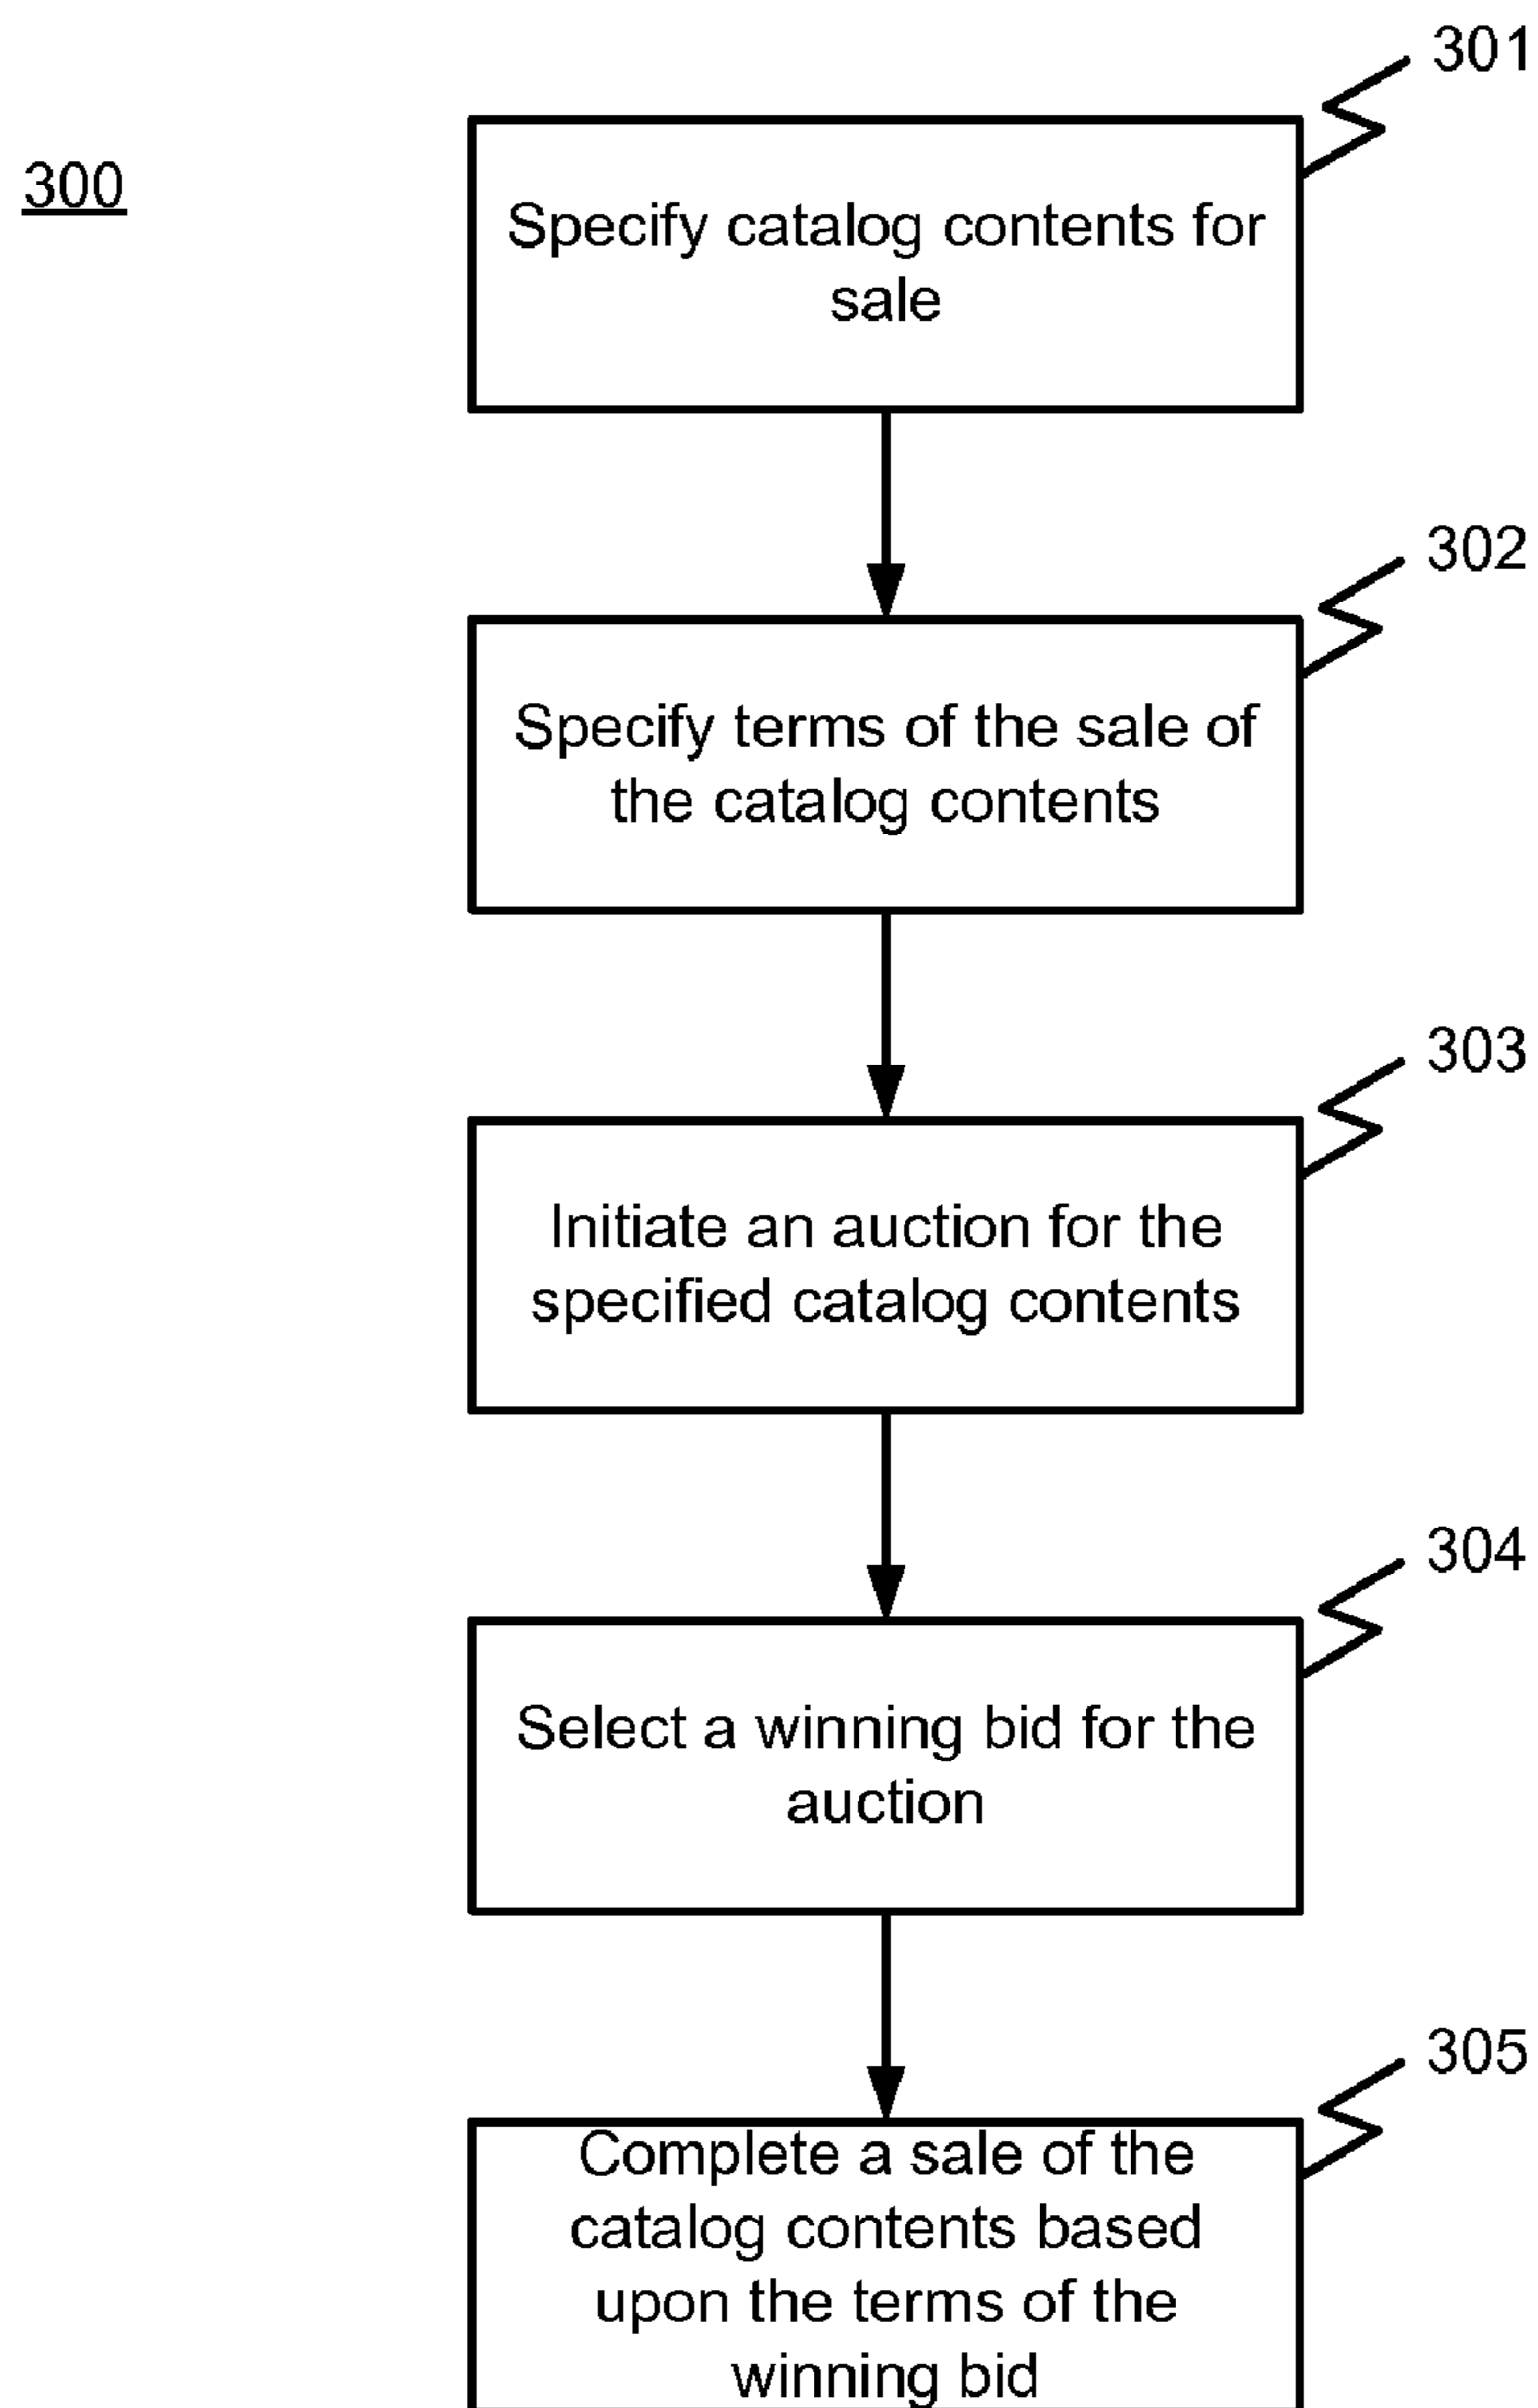 301
300
Specify catalog contents for
sale
302
Specify terms of the sale of
the catalog contents
303
Initiate an auction for the
specified catalog contents
304
Select a winning bid for the
auction
305
Complete a sale of the
catalog contents based
upon the terms of the
winning bid